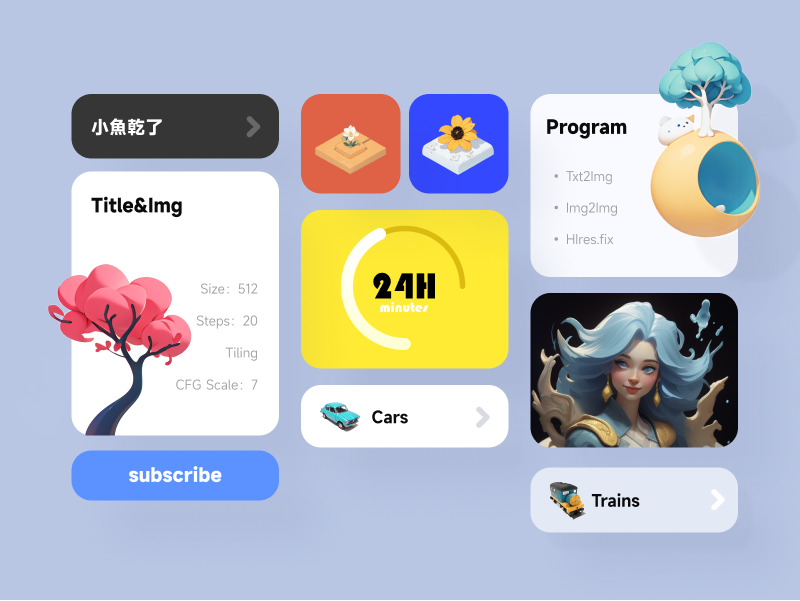 小魚乾了
Title&Img
Size: 512
Steps: 20
Tiling
CFG Scale: 7
subscribe
24H
minutes
Cars
Program
• Txt2Img
• Img2Img
• HIres.fix
Trains